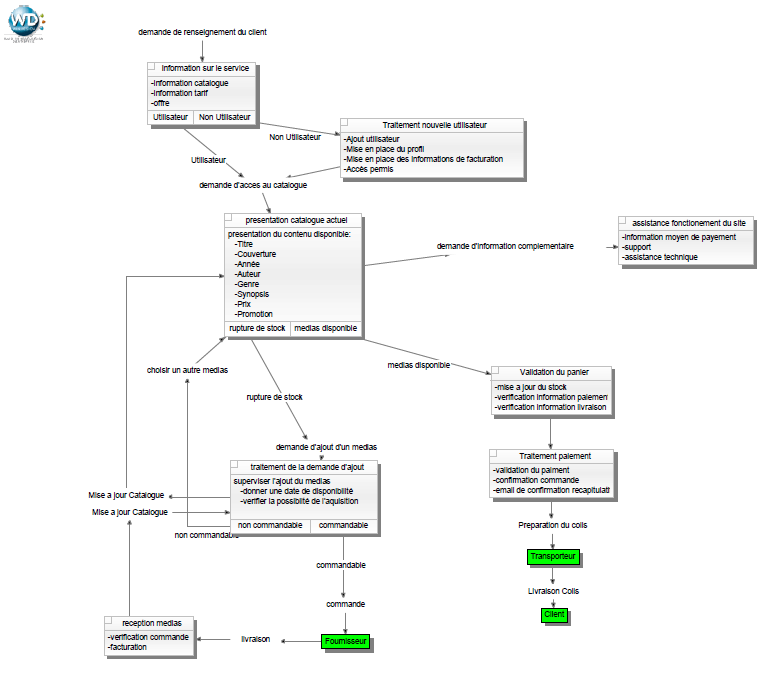 WD
demande de renseignement du client
Information sur le service
-Information catalogue
-Information tarif
-offre
Utilisateur
Non Utilisateur
Non Utilisateur
Traitement nouvelle utilisateur
-Ajout utilisateur
-Mise en place du profil
-Mise en place des informations de facturation
-Accès permis
Utilisateur
demande d'acces au catalogue
presentation catalogue actuel
presentation du contenu disponible:
-Titre
-Couverture
-Année
-Auteur
-Genre
-Synopsis
-Prix
-Promotion
rupture de stock
medias disponible
demande d'information complementaire
assistance fonctionement du site
-information moyen de payement
-support
-assistance technique
choisir un autre medias
medias disponible
rupture de stock
Validation du panier
-mise a jour du stock
-verification information paiement
-verification information livraison
demande d'ajout d'un medias
traitement de la demande d'ajout
superviser l'ajout du medias
-donner une date de disponibilité
-verifier la possiblité de l'aquisition
non commandable
commandable
Traitement paiement
-validation du paiment
-confirmation commande
-email de confirmation recapitulati
Mise a jour Catalogue
Mise a jour Catalogue
non commandable
Preparation du colis
Transporteur
Livraison Colis
Client
commandable
commande
Fournisseur
livraison
reception medias
-verification commande
-facturation